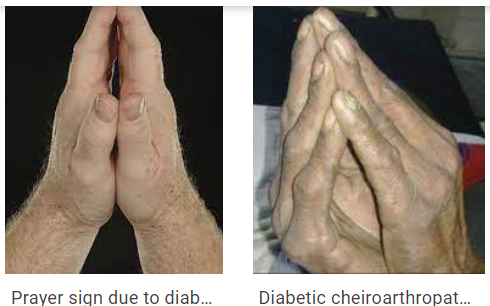 Prayer sign due to diab...
Diabetic cheiroarthropat...